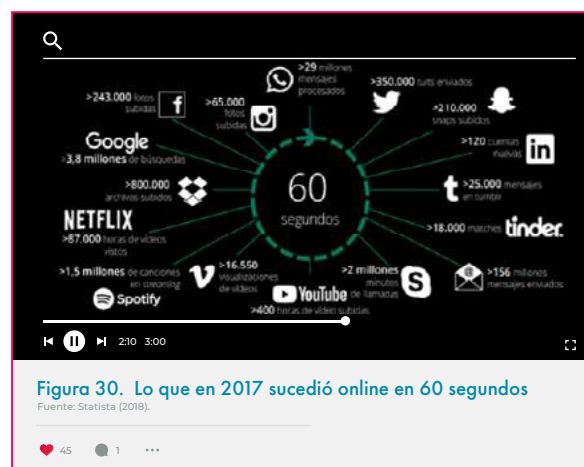 >29 millones
mensajes
procesados
>350.000 tuits enviados
>243.000 fotos
subidas
f
>65.000
fotos
subidas
>210.000
snaps subidos
Google
>3,8 millones de búsquedas
>120 cuentas
nuevas
in
>800.000
archivos subidos
60
segundos
t
>25.000 mensajes
en tumblr
NETFLIX
>87.000 horas de vídeos
vistos
>18.000 matches
tinder.
>1,5 millones de canciones
en streaming
Spotify
>16.550
visualizaciones
de vídeos
YouTube
>400 horas de vídeo subidas
>2 millones
minutos
de llamadas
S
>156 millones
mensajes enviados
2:10 3:00
Figura 30. Lo que en 2017 sucedió online en 60 segundos
Fuente: Statista (2018).
45 1